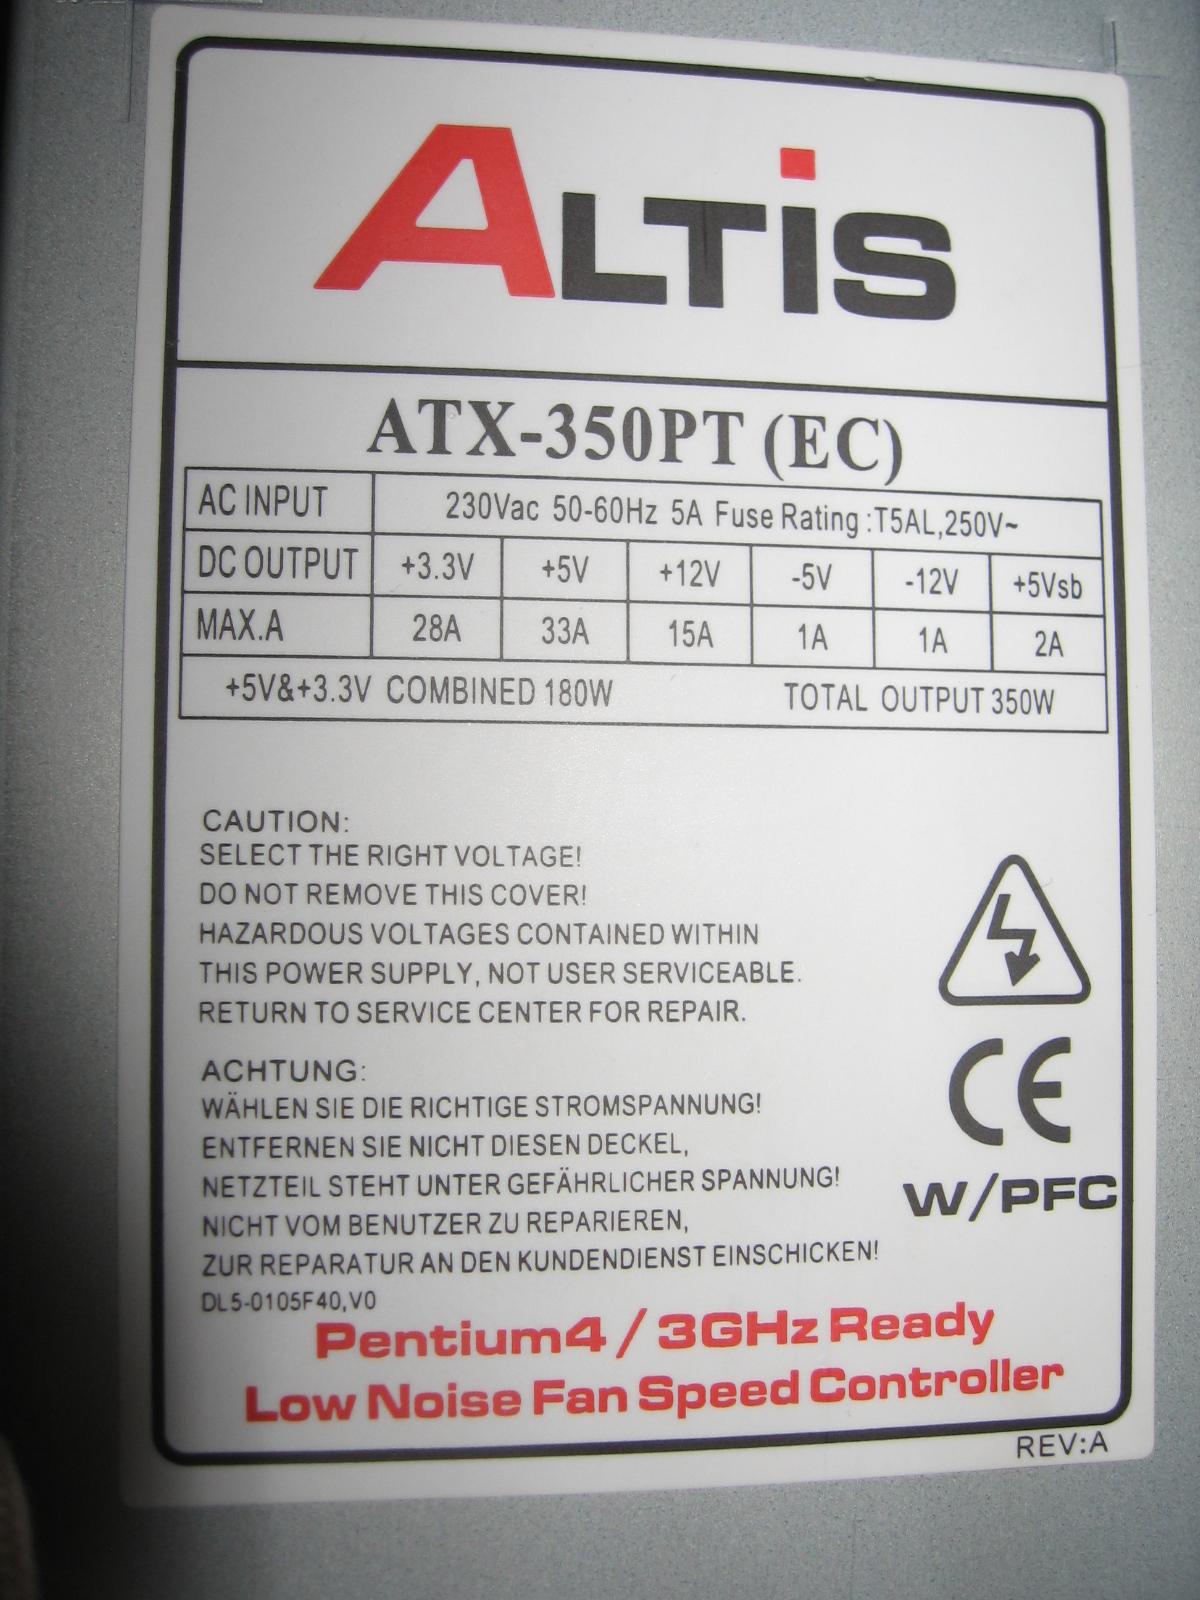 ALTiS
ATX-350PT (EC)
AC INPUT 230Vac 50-60Hz 5A Fuse Rating :T5AL,250V~
DC OUTPUT +3.3V +5V +12V -5V -12V +5Vsb
MAX.A 28A 33A 15A 1A 1A 2A
+5V&+3.3V COMBINED 180W TOTAL OUTPUT 350W
CAUTION:
SELECT THE RIGHT VOLTAGE!
DO NOT REMOVE THIS COVER!
HAZARDOUS VOLTAGES CONTAINED WITHIN
THIS POWER SUPPLY, NOT USER SERVICEABLE.
RETURN TO SERVICE CENTER FOR REPAIR.
ACHTUNG:
WÄHLEN SIE DIE RICHTIGE STROMSPANNUNG!
ENTFERNEN SIE NICHT DIESEN DECKEL,
NETZTEIL STEHT UNTER GEFÄHRLICHER SPANNUNG!
NICHT VOM BENUTZER ZU REPARIEREN,
ZUR REPARATUR AN DEN KUNDENDIENST EINSCHICKEN!
DL5-0105F40,V0
CE
W/PFC
Pentium4 / 3GHz Ready
Low Noise Fan Speed Controller
REV:A